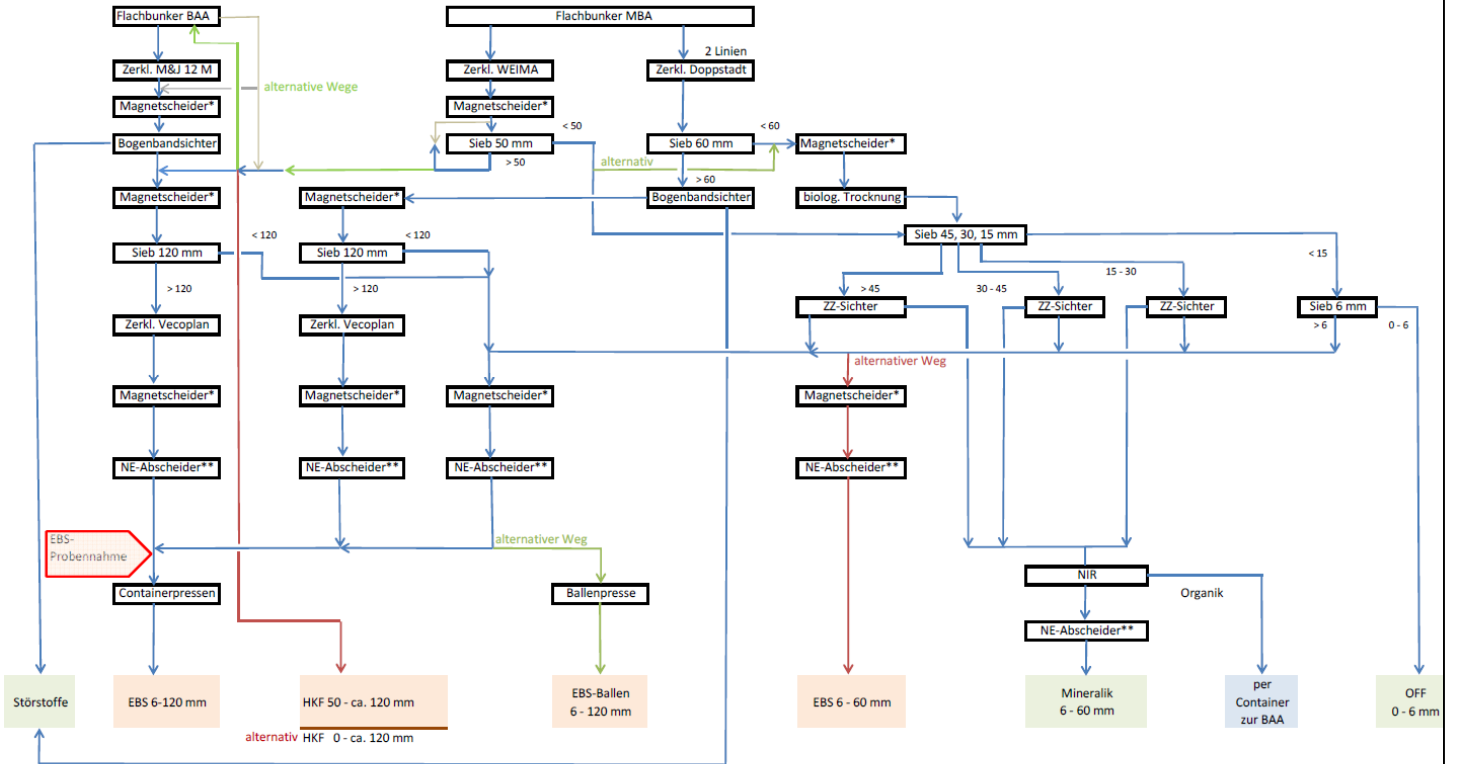 Flachbunker BAA
Flachbunker MBA
2 Linien
Zerkl. M&J 12 M
Zerkl. WEIMA
Zerkl. Doppstadt
alternative Wege
Magnetscheider*
Magnetscheider*
< 50
< 60
Bogenbandsichter
Sieb 50 mm
Sieb 60 mm
Magnetscheider*
> 50
alternativ
> 60
Magnetscheider*
Magnetscheider*
Bogenbandsichter
biolog. Trocknung
< 120
< 120
Sieb 45, 30, 15 mm
Sieb 120 mm
Sieb 120 mm
< 15
15 - 30
> 120
> 120
> 45
30 - 45
ZZ-Sichter
ZZ-Sichter
ZZ-Sichter
Sieb 6 mm
Zerkl. Vecoplan
Zerkl. Vecoplan
> 6
0 - 6
alternativer Weg
Magnetscheider*
Magnetscheider*
Magnetscheider*
Magnetscheider*
NE-Abscheider**
NE-Abscheider**
NE-Abscheider**
NE-Abscheider**
EBS-
Probennahme
alternativer Weg
NIR
Containerpressen
Ballenpresse
Organik
NE-Abscheider**
Störstoffe
EBS 6-120 mm
HKF 50 - ca. 120 mm
EBS-Ballen
6 - 120 mm
EBS 6 - 60 mm
Mineralik
6 - 60 mm
per
Container
zur BAA
OFF
0 - 6 mm
alternativ HKF 0 - ca. 120 mm